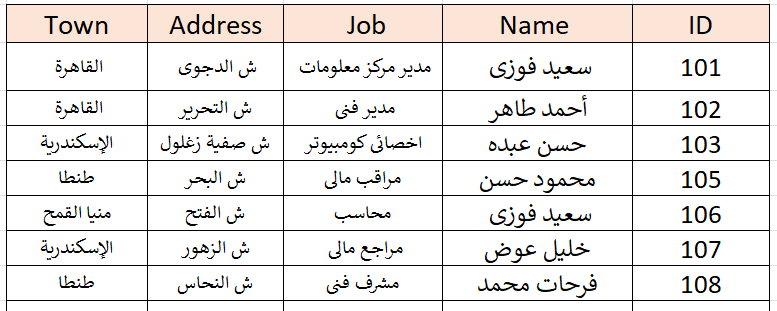 ID Name Job Address Town
101 سعيد فوزى مدير مركز معلومات ش الدجوى القاهرة
102 أحمد طاهر مدير فنى ش التحرير القاهرة
103 حسن عبده اخصائى كومبيوتر ش صفية زغلول الإسكندرية
105 محمود حسن مراقب مالى ش البحر طنطا
106 سعيد فوزى محاسب ش الفتح منيا القمح
107 خليل عوض مراجع مالى ش الزهور الإسكندرية
108 فرحات محمد مشرف فنى ش النحاس طنطا